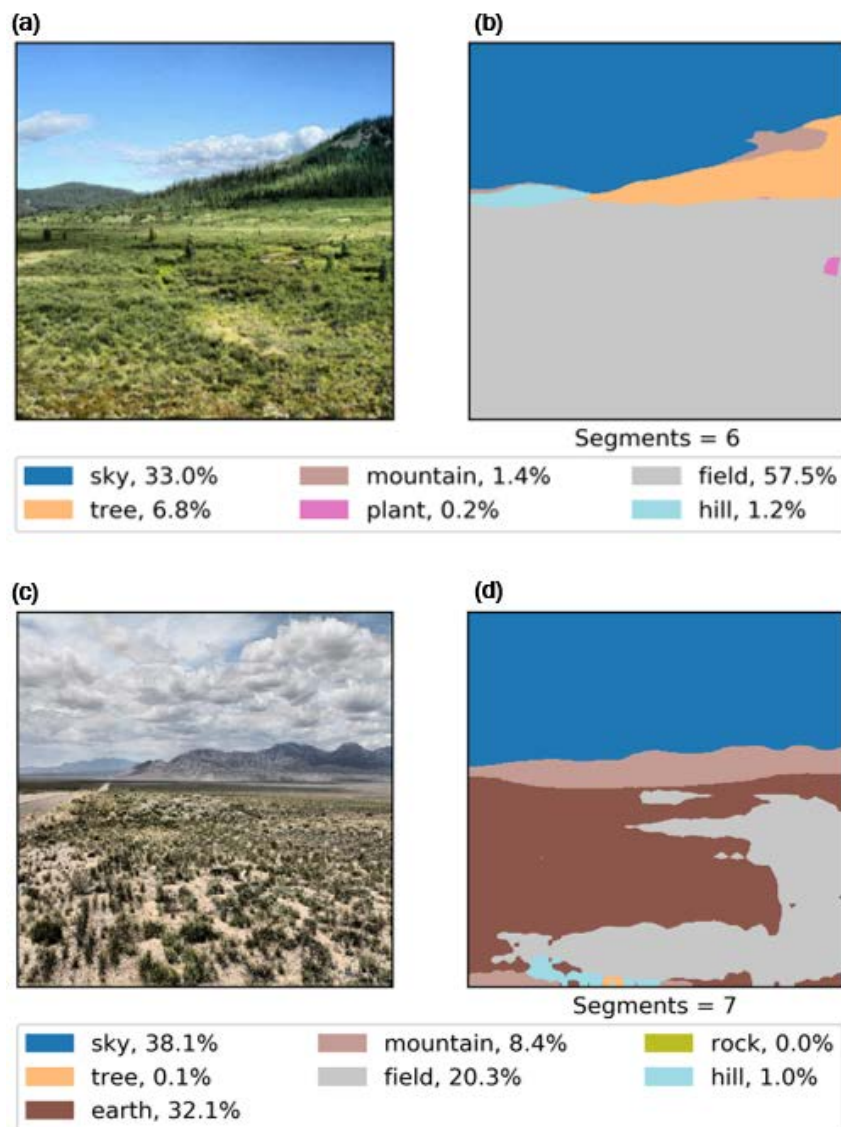 (a) (b)
Segments = 6
sky, 33.0% mountain, 1.4% field, 57.5%
tree, 6.8% plant, 0.2% hill, 1.2%
(c) (d)
Segments = 7
sky, 38.1% mountain, 8.4% rock, 0.0%
tree, 0.1% field, 20.3% hill, 1.0%
earth, 32.1%